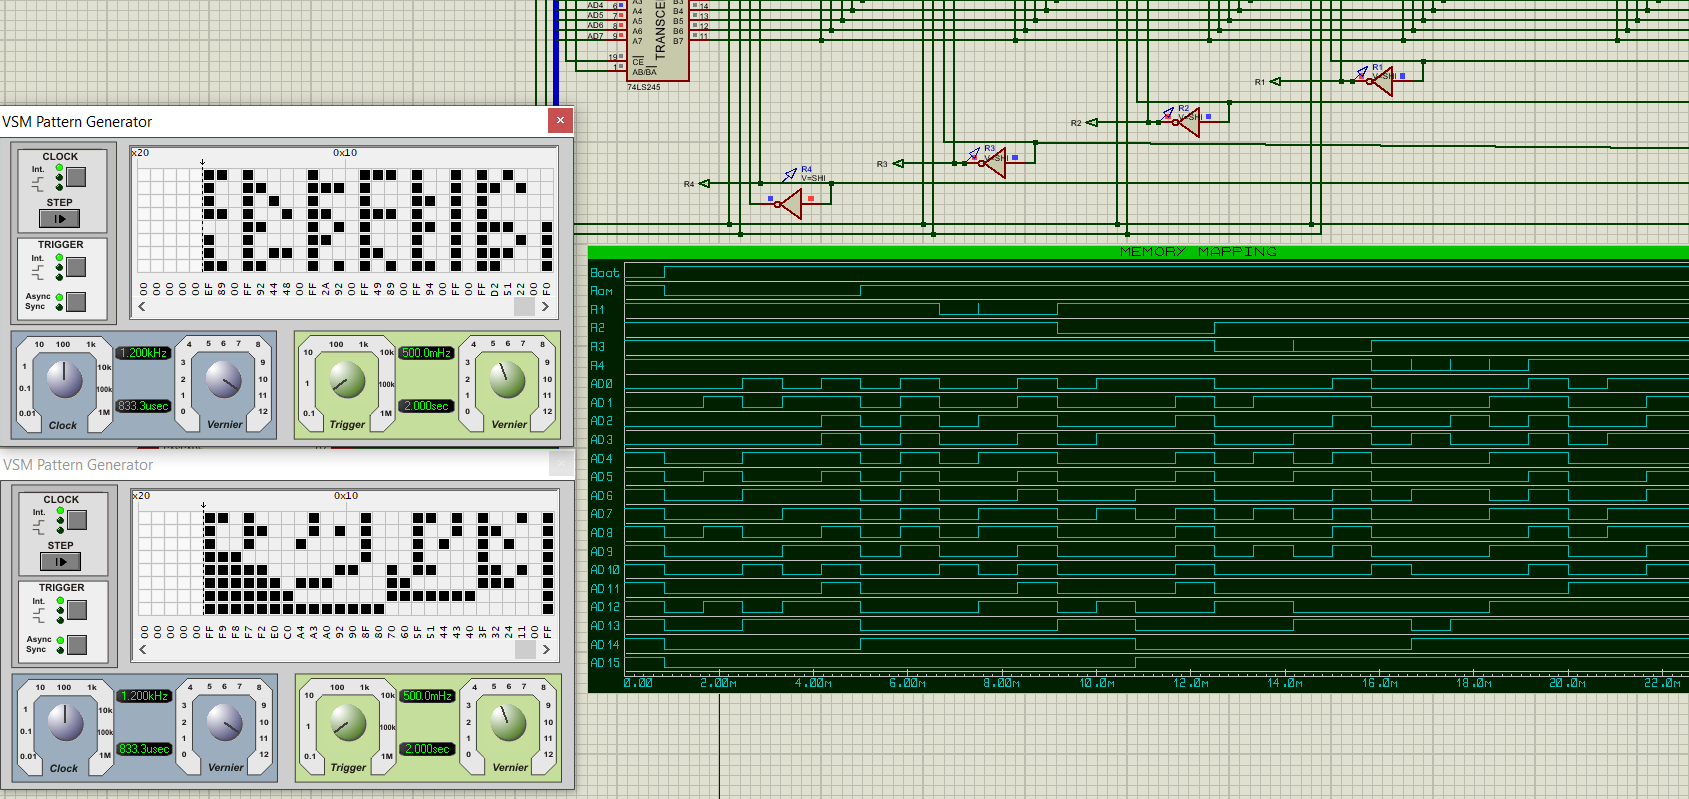 AD4 6 A3 B3
A4 B4 14
AD5 7 A5 B5 13
AD6 8 A6 B6 12
AD7 9 A7 B7 11
TRANSCE
19 CE
1 AB/BA
74LS245
R1 R1 V=SHI
R2 R2 V=SHI
R3 R3 V=SHI
R4 R4 V=SHI
VSM Pattern Generator
CLOCK
Int.
STEP
TRIGGER
Int.
Async
Sync
x20 0x10
00 00 00 00 00 EF 89 00 FF 92 44 48 00 FF 2A 92 00 FF 49 89 00 FF 94 00 FF 00 FF D2 51 22 00 F0
10 100 1k
1 10k
0.1 100k
0.01 1M
Clock
1.200kHz
833.3usec
0 1 2 3 4 5 6 7 8 9 10 11 12
Vernier
10 100 1k
1 10k
100k
0.1 1M
Trigger
500.0mHz
2.000sec
0 1 2 3 4 5 6 7 8 9 10 11 12
Vernier
VSM Pattern Generator
CLOCK
Int.
STEP
TRIGGER
Int.
Async
Sync
x20 0x10
00 00 00 00 00 FF F9 F8 F7 F2 E0 C0 A4 A3 A0 92 90 8F 80 70 60 5F 51 44 43 40 3F 32 24 11 00 FF
10 100 1k
1 10k
0.1 100k
0.01 1M
Clock
1.200kHz
833.3usec
0 1 2 3 4 5 6 7 8 9 10 11 12
Vernier
10 100 1k
1 10k
100k
0.1 1M
Trigger
500.0mHz
2.000sec
0 1 2 3 4 5 6 7 8 9 10 11 12
Vernier
MEMORY MAPPING
Boot
Ram
R1
R2
R3
R4
AD0
AD1
AD2
AD3
AD4
AD5
AD6
AD7
AD8
AD9
AD10
AD11
AD12
AD13
AD14
AD15
0.00 2.00m 4.00m 6.00m 8.00m 10.0m 12.0m 14.0m 16.0m 18.0m 20.0m 22.0m